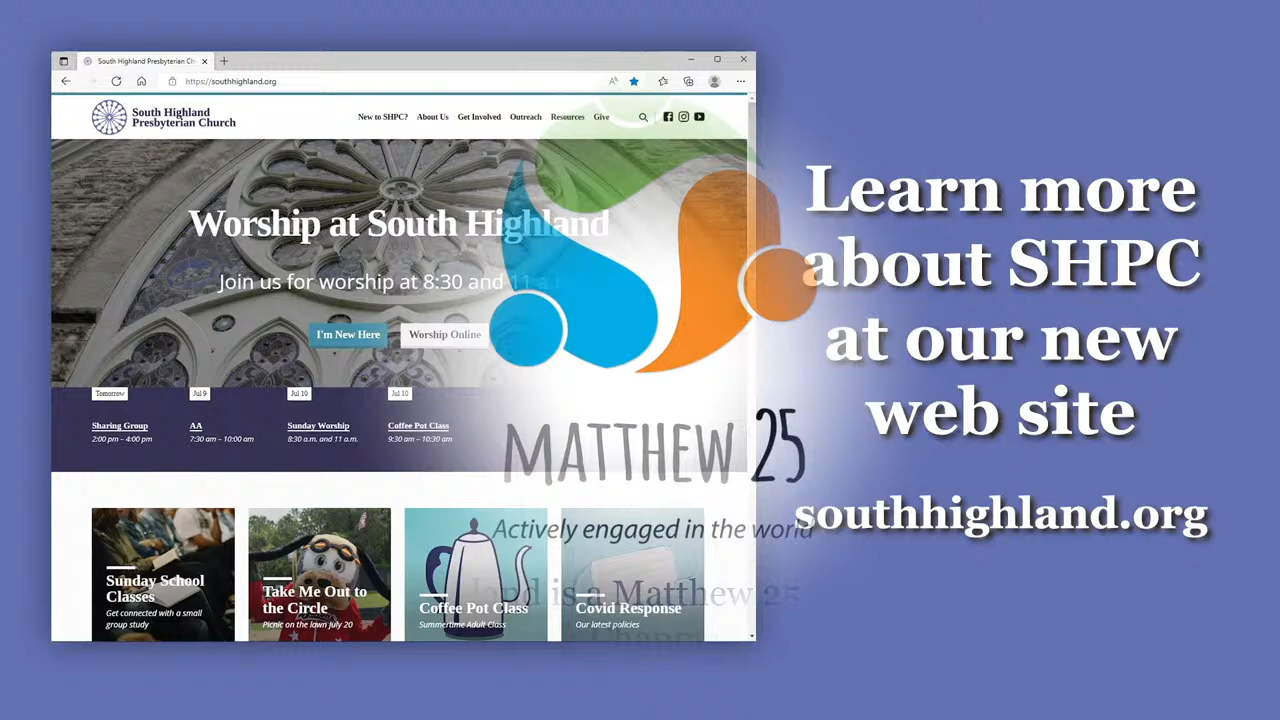 South Highland Presbyterian Ch
https://southhighland.org
South Highland
Presbyterian Church
New to SHPC? About Us Get Involved Outreach Resources Give
Worship at South Highland
Join us for worship at 8:30 and 11 a.
I'm New Here Worship Online
Tomorrow
Sharing Group
2:00 pm – 4:00 pm
Jul 9
AA
7:30 am – 10:00 am
Jul 10
Sunday Worship
8:30 a.m. and 11 a.m.
Jul 10
Coffee Pot Class
9:30 am – 10:30 am
Sunday School
Classes
Get connected with a small
group study
Take Me Out to
the Circle
Picnic on the lawn July 20
Coffee Pot Class
Summertime Adult Class
Covid Response
Our latest policies
MATTHEW 25
Actively engaged in the world
land is a Matthew 25
Learn more
about SHPC
at our new
web site
southhighland.org